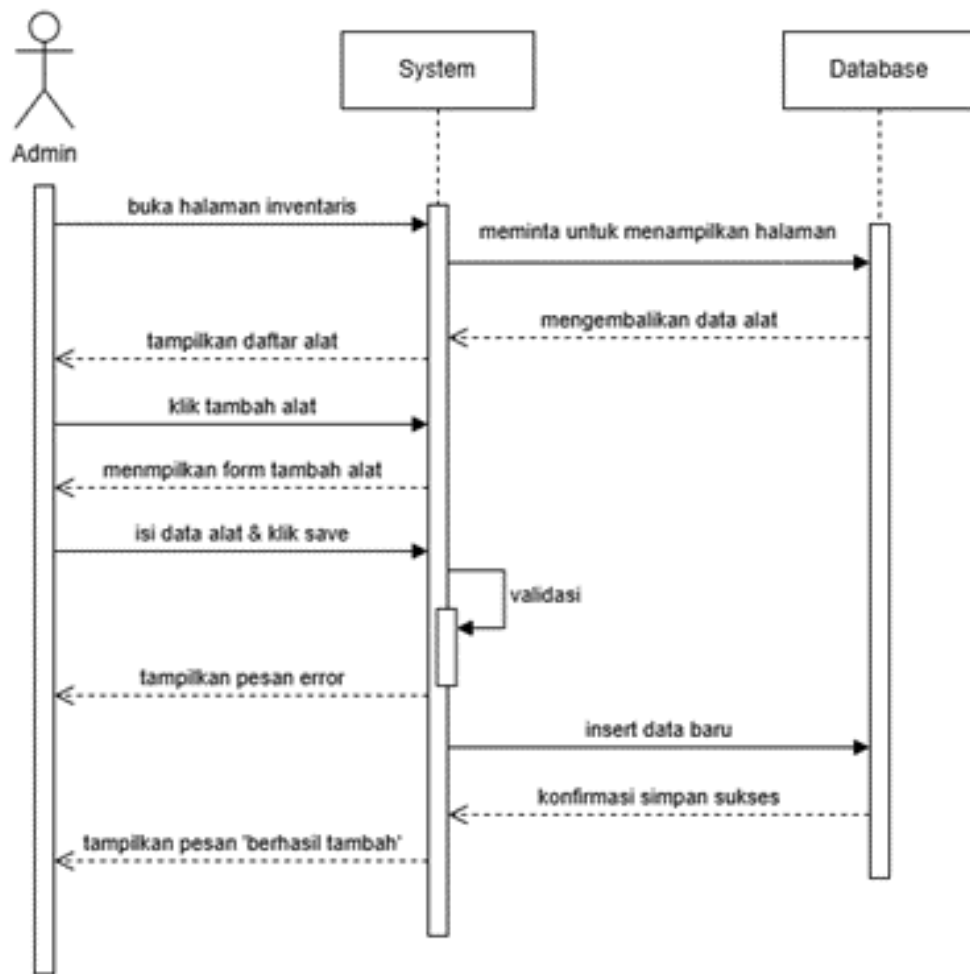 System
Database
Admin
buka halaman inventaris
meminta untuk menampilkan halaman
mengembalikan data alat
tampilkan daftar alat
klik tambah alat
menmpilkan form tambah alat
isi data alat & klik save
validasi
tampilkan pesan error
insert data baru
konfirmasi simpan sukses
tampilkan pesan 'berhasil tambah'